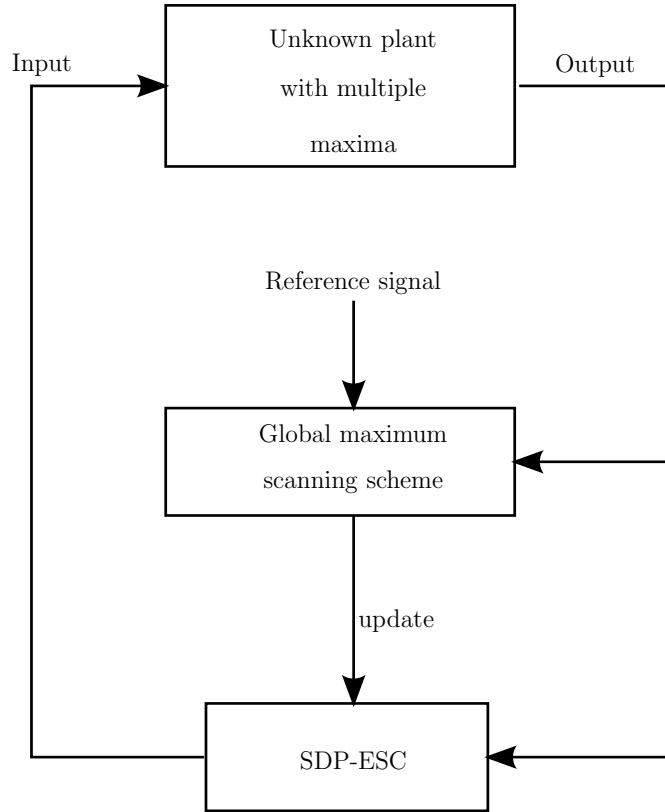 Unknown plant
with multiple
maxima
Input
Output
Reference signal
Global maximum
scanning scheme
update
SDP-ESC